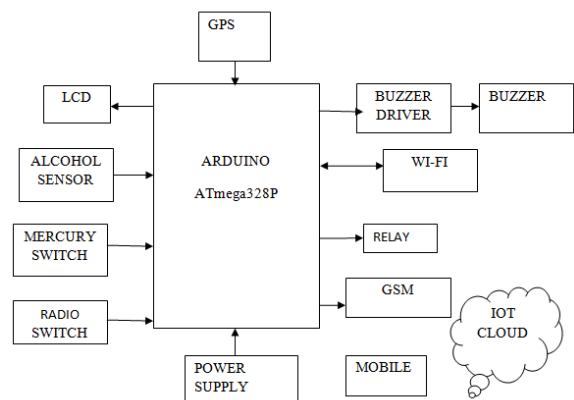 GPS
LCD
BUZZER
DRIVER
BUZZER
ALCOHOL
SENSOR
ARDUINO
ATmega328P
WI-FI
MERCURY
SWITCH
RELAY
GSM
RADIO
SWITCH
IOT
CLOUD
POWER
SUPPLY
MOBILE